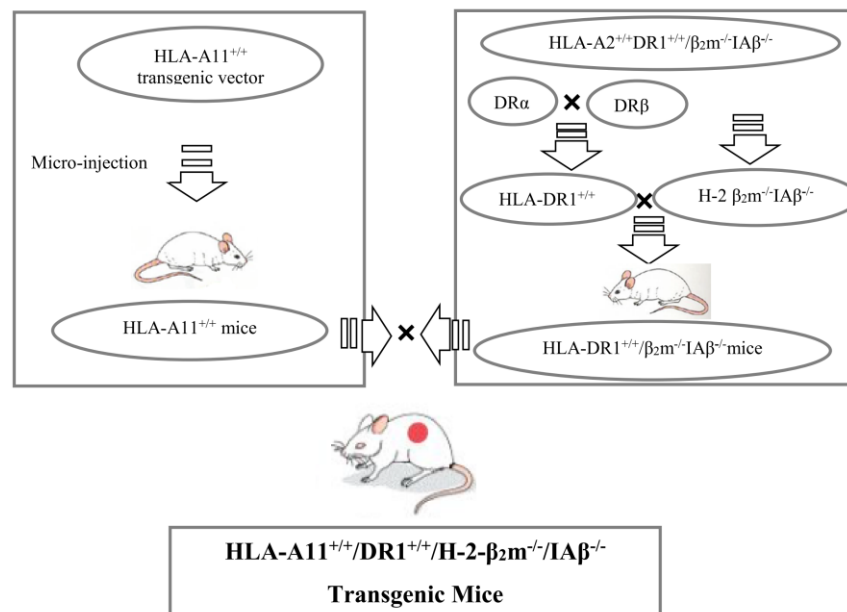 HLA-A11⁺/⁺
transgenic vector
Micro-injection
HLA-A11⁺/⁺ mice
×
HLA-A2⁺/⁺DR1⁺/⁺/β₂m⁻/⁻IAβ⁻/⁻
DRα × DRβ
HLA-DR1⁺/⁺ × H-2 β₂m⁻/⁻IAβ⁻/⁻
HLA-DR1⁺/⁺/β₂m⁻/⁻IAβ⁻/⁻mice
HLA-A11⁺/⁺/DR1⁺/⁺/H-2-β₂m⁻/⁻/IAβ⁻/⁻
Transgenic Mice